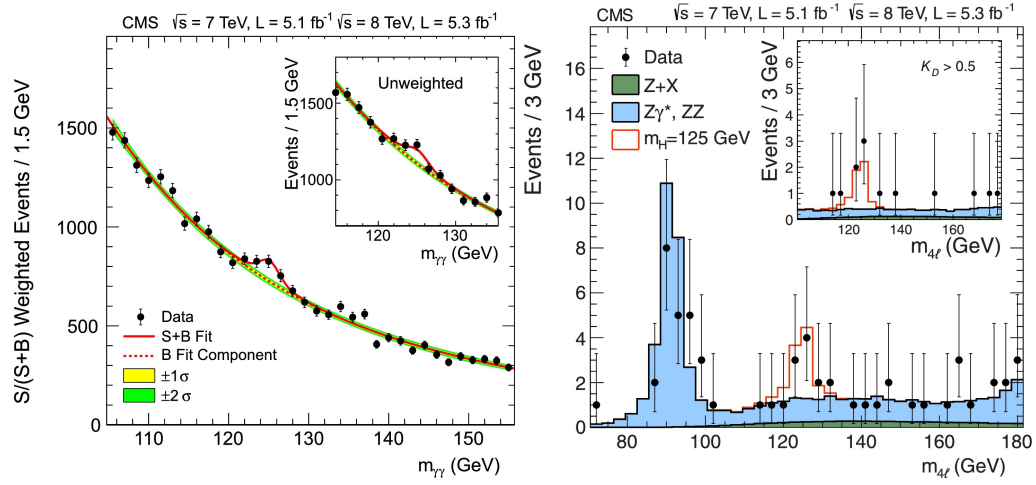 CMS √s = 7 TeV, L = 5.1 fb⁻¹ √s = 8 TeV, L = 5.3 fb⁻¹
S/(S+B) Weighted Events / 1.5 GeV
1500
1000
500
0
110 120 130 140 150
m_γγ (GeV)
Data
S+B Fit
B Fit Component
±1σ
±2 σ
Unweighted
Events / 1.5 GeV
1500
1000
120 130
m_γγ (GeV)
CMS √s = 7 TeV, L = 5.1 fb⁻¹ √s = 8 TeV, L = 5.3 fb⁻¹
Events / 3 GeV
16
14
12
10
8
6
4
2
0
80 100 120 140 160 180
m_4ℓ (GeV)
Data
Z+X
Zγ*, ZZ
m_H=125 GeV
K_D > 0.5
Events / 3 GeV
6
5
4
3
2
1
0
120 140 160
m_4ℓ (GeV)